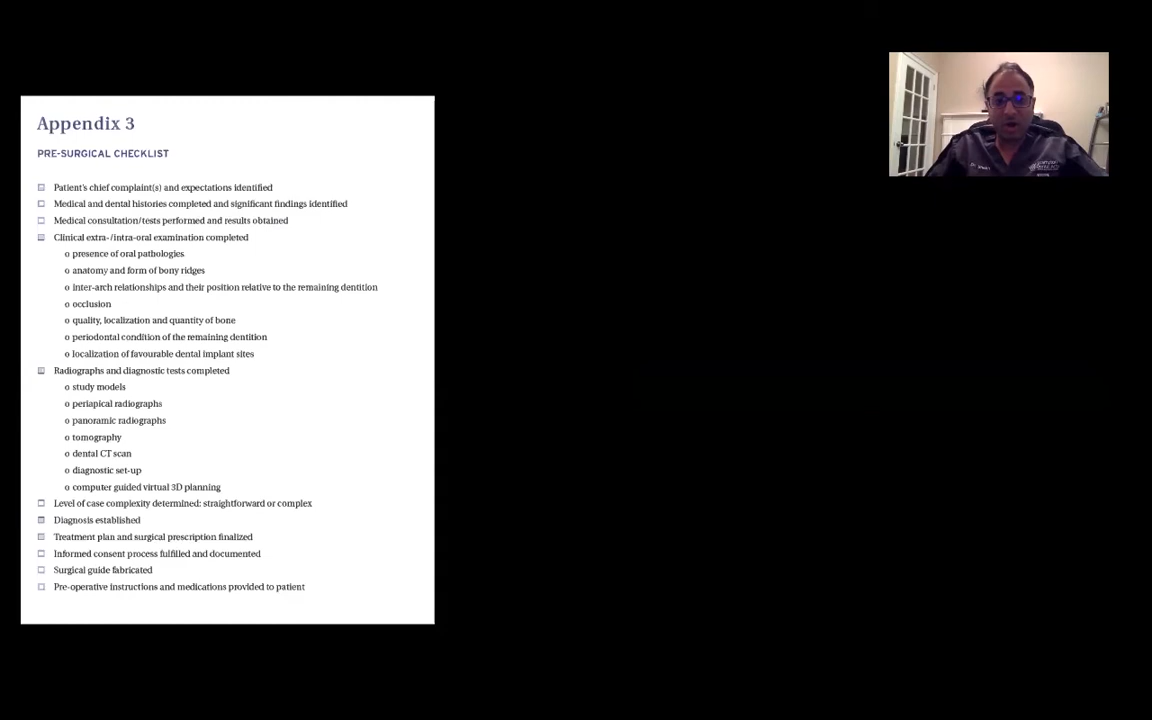 Appendix 3
PRE-SURGICAL CHECKLIST
Patient's chief complaint(s) and expectations identified
Medical and dental histories completed and significant findings identified
Medical consultation/tests performed and results obtained
Clinical extra-/intra-oral examination completed
o presence of oral pathologies
o anatomy and form of bony ridges
o inter-arch relationships and their position relative to the remaining dentition
o occlusion
o quality, localization and quantity of bone
o periodontal condition of the remaining dentition
o localization of favourable dental implant sites
Radiographs and diagnostic tests completed
o study models
o periapical radiographs
o panoramic radiographs
o tomography
o dental CT scan
o diagnostic set-up
o computer guided virtual 3D planning
Level of case complexity determined: straightforward or complex
Diagnosis established
Treatment plan and surgical prescription finalized
Informed consent process fulfilled and documented
Surgical guide fabricated
Pre-operative instructions and medications provided to patient
Dr.